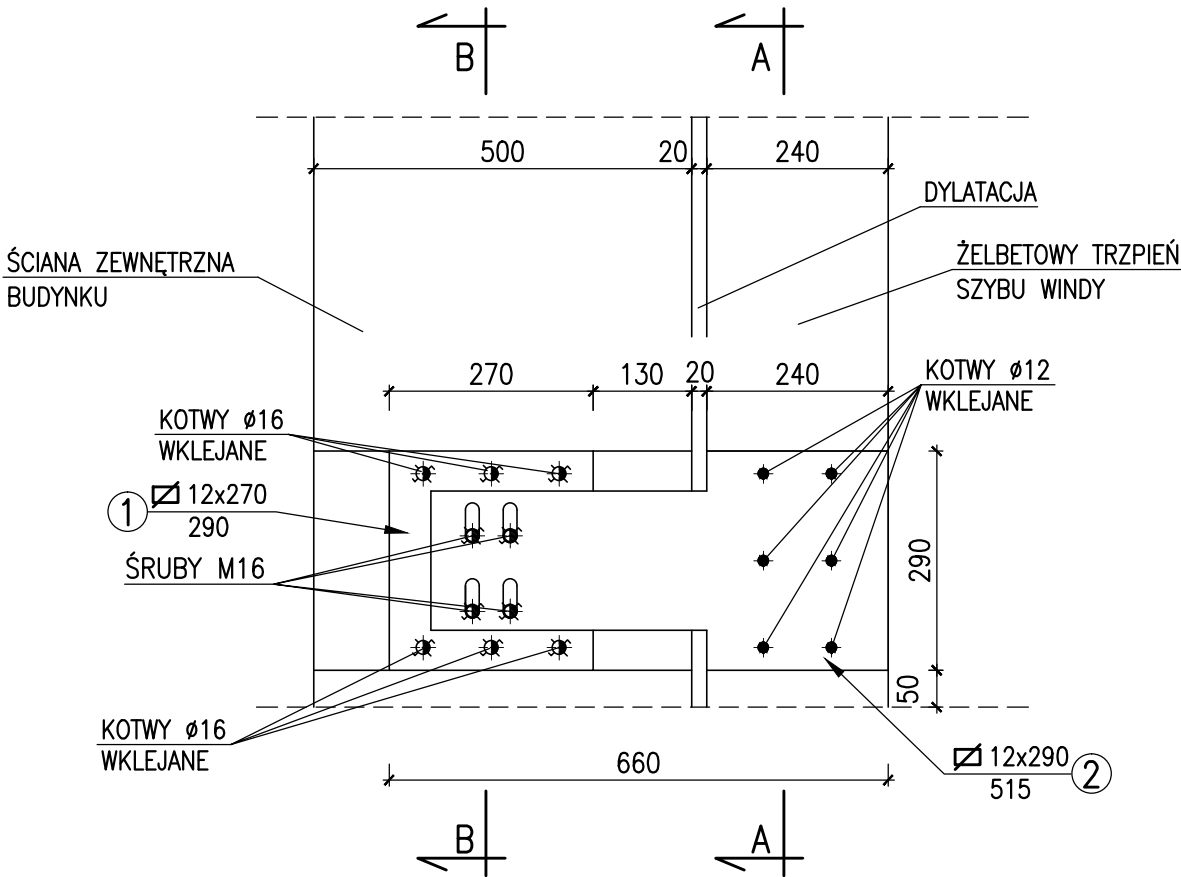 B
A
500
20
240
DYLATACJA
ŚCIANA ZEWNĘTRZNA
BUDYNKU
ŻELBETOWY TRZPIEŃ
SZYBU WINDY
270
130
20
240
KOTWY ø12
WKLEJANE
KOTWY ø16
WKLEJANE
1
12x270
290
ŚRUBY M16
290
50
KOTWY ø16
WKLEJANE
660
12x290
515
2
B
A